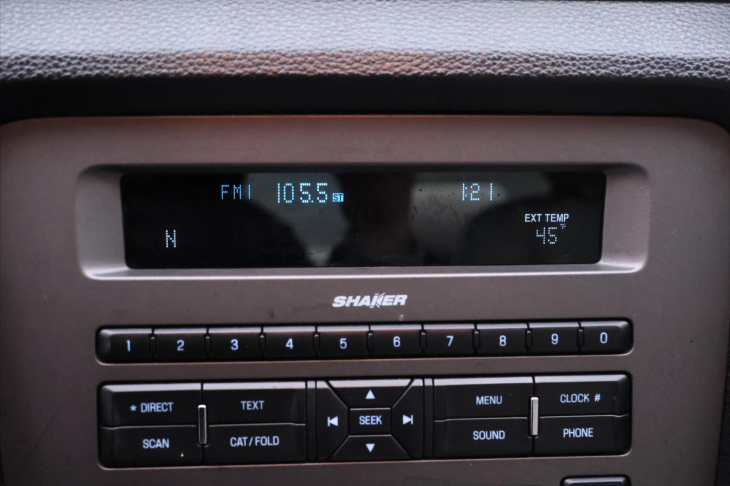 FM1 105.5 ST 1:21
EXT TEMP
N 45 °F
SHAKER
1 2 3 4 5 6 7 8 9 0
* DIRECT TEXT MENU CLOCK #
SEEK
SCAN CAT/FOLD SOUND PHONE